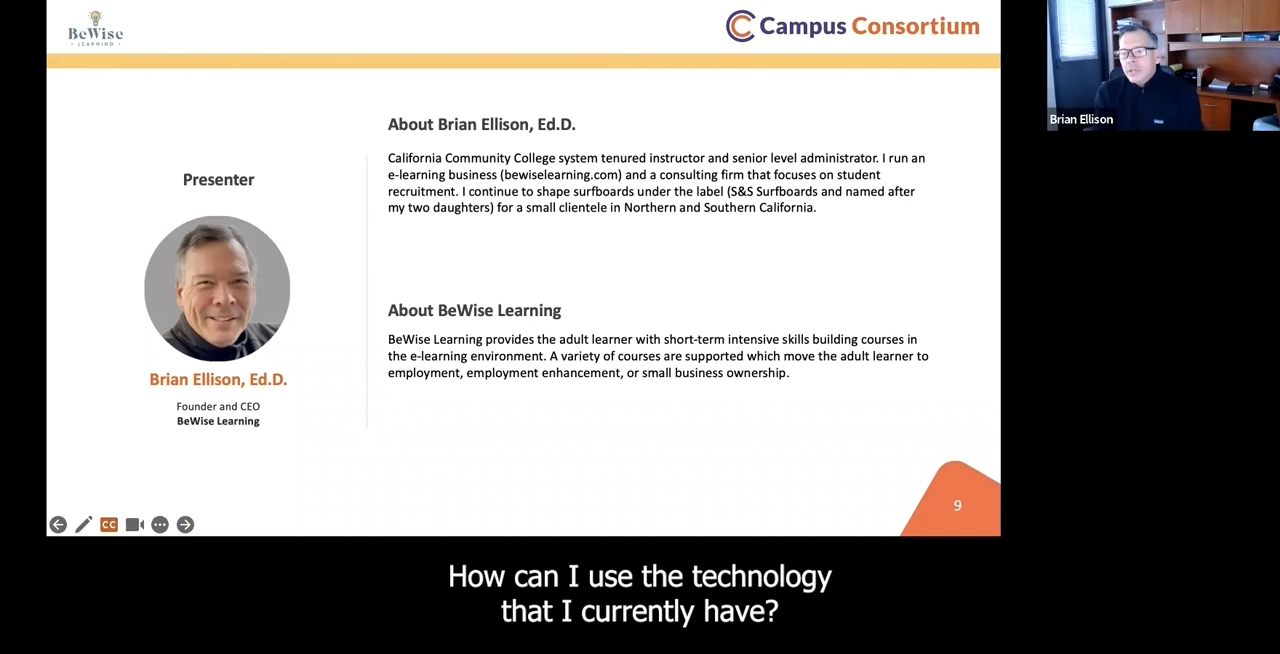 BeWise
LEARNING
Campus Consortium
Presenter
Brian Ellison, Ed.D.
Founder and CEO
BeWise Learning
About Brian Ellison, Ed.D.
California Community College system tenured instructor and senior level administrator. I run an
e-learning business (bewiselearning.com) and a consulting firm that focuses on student
recruitment. I continue to shape surfboards under the label (S&S Surfboards and named after
my two daughters) for a small clientele in Northern and Southern California.
About BeWise Learning
BeWise Learning provides the adult learner with short-term intensive skills building courses in
the e-learning environment. A variety of courses are supported which move the adult learner to
employment, employment enhancement, or small business ownership.
CC
9
Brian Ellison
How can I use the technology
that I currently have?